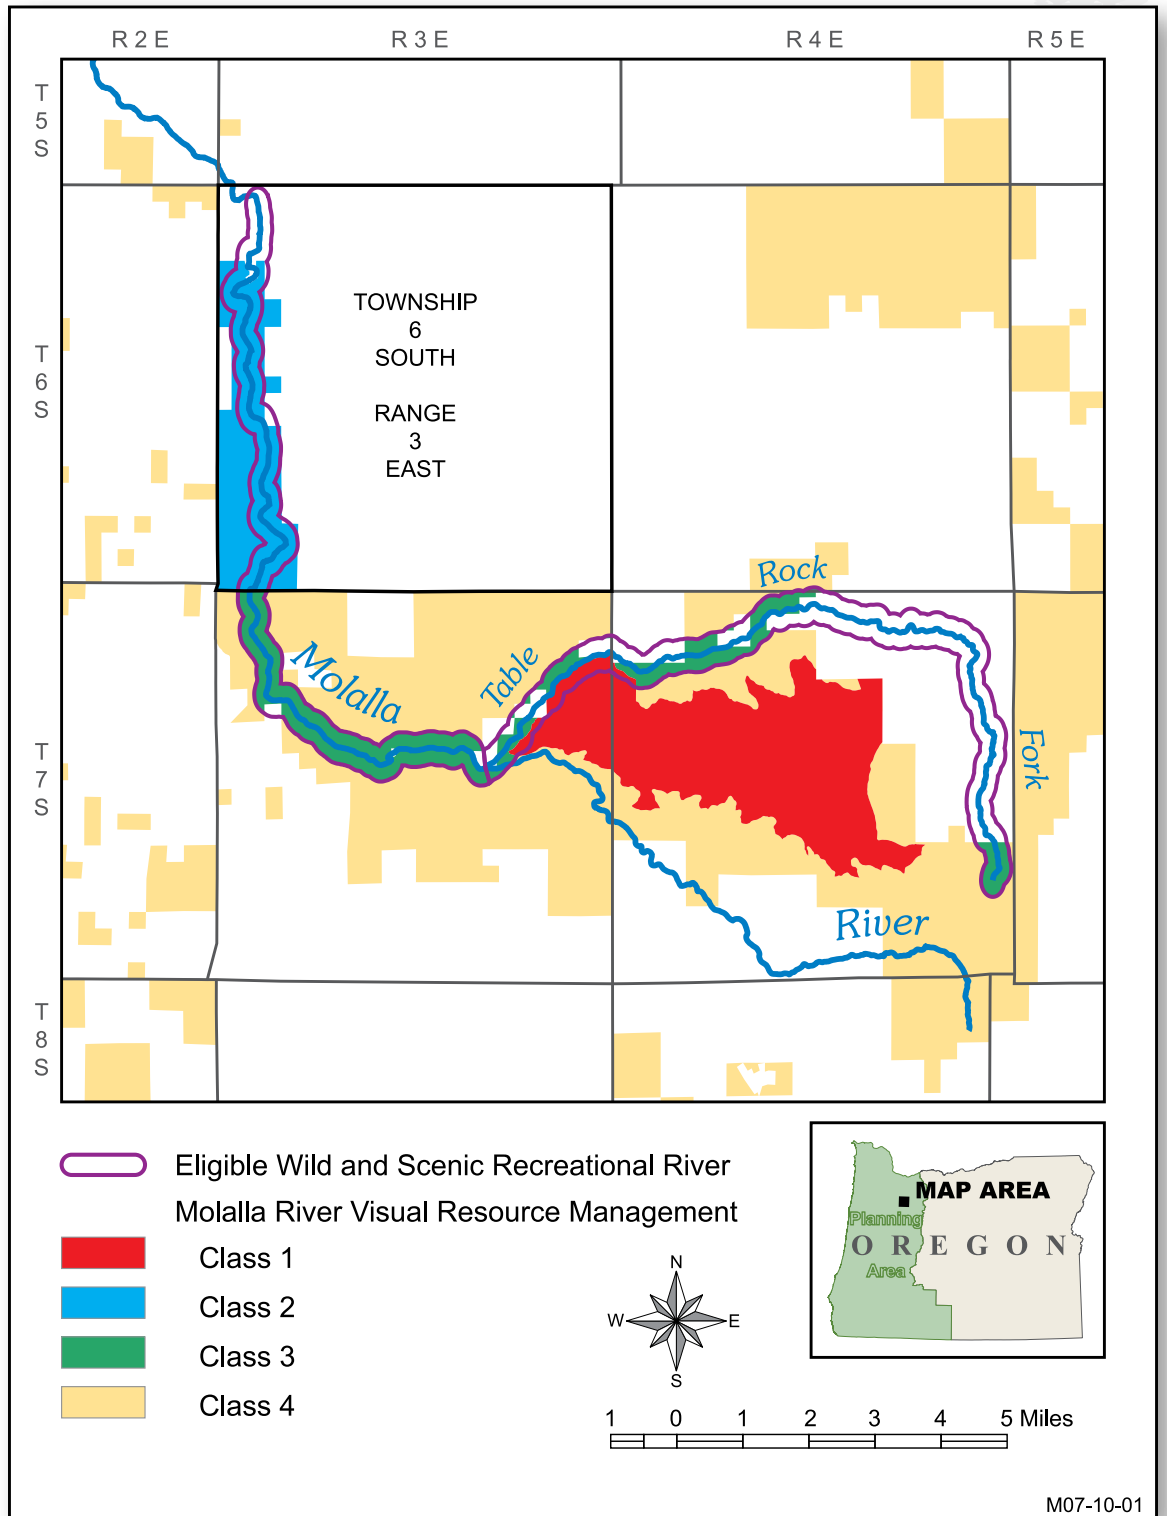 R 2 E
R 3 E
R 4 E
R 5 E
T
5
S
T
6
S
T
7
S
T
8
S
TOWNSHIP
6
SOUTH
RANGE
3
EAST
Rock
Table
Molalla
Fork
River
Eligible Wild and Scenic Recreational River
Molalla River Visual Resource Management
Class 1
Class 2
Class 3
Class 4
N
W
E
S
MAP AREA
Planning
OREGON
Area
1 0 1 2 3 4 5 Miles
M07-10-01